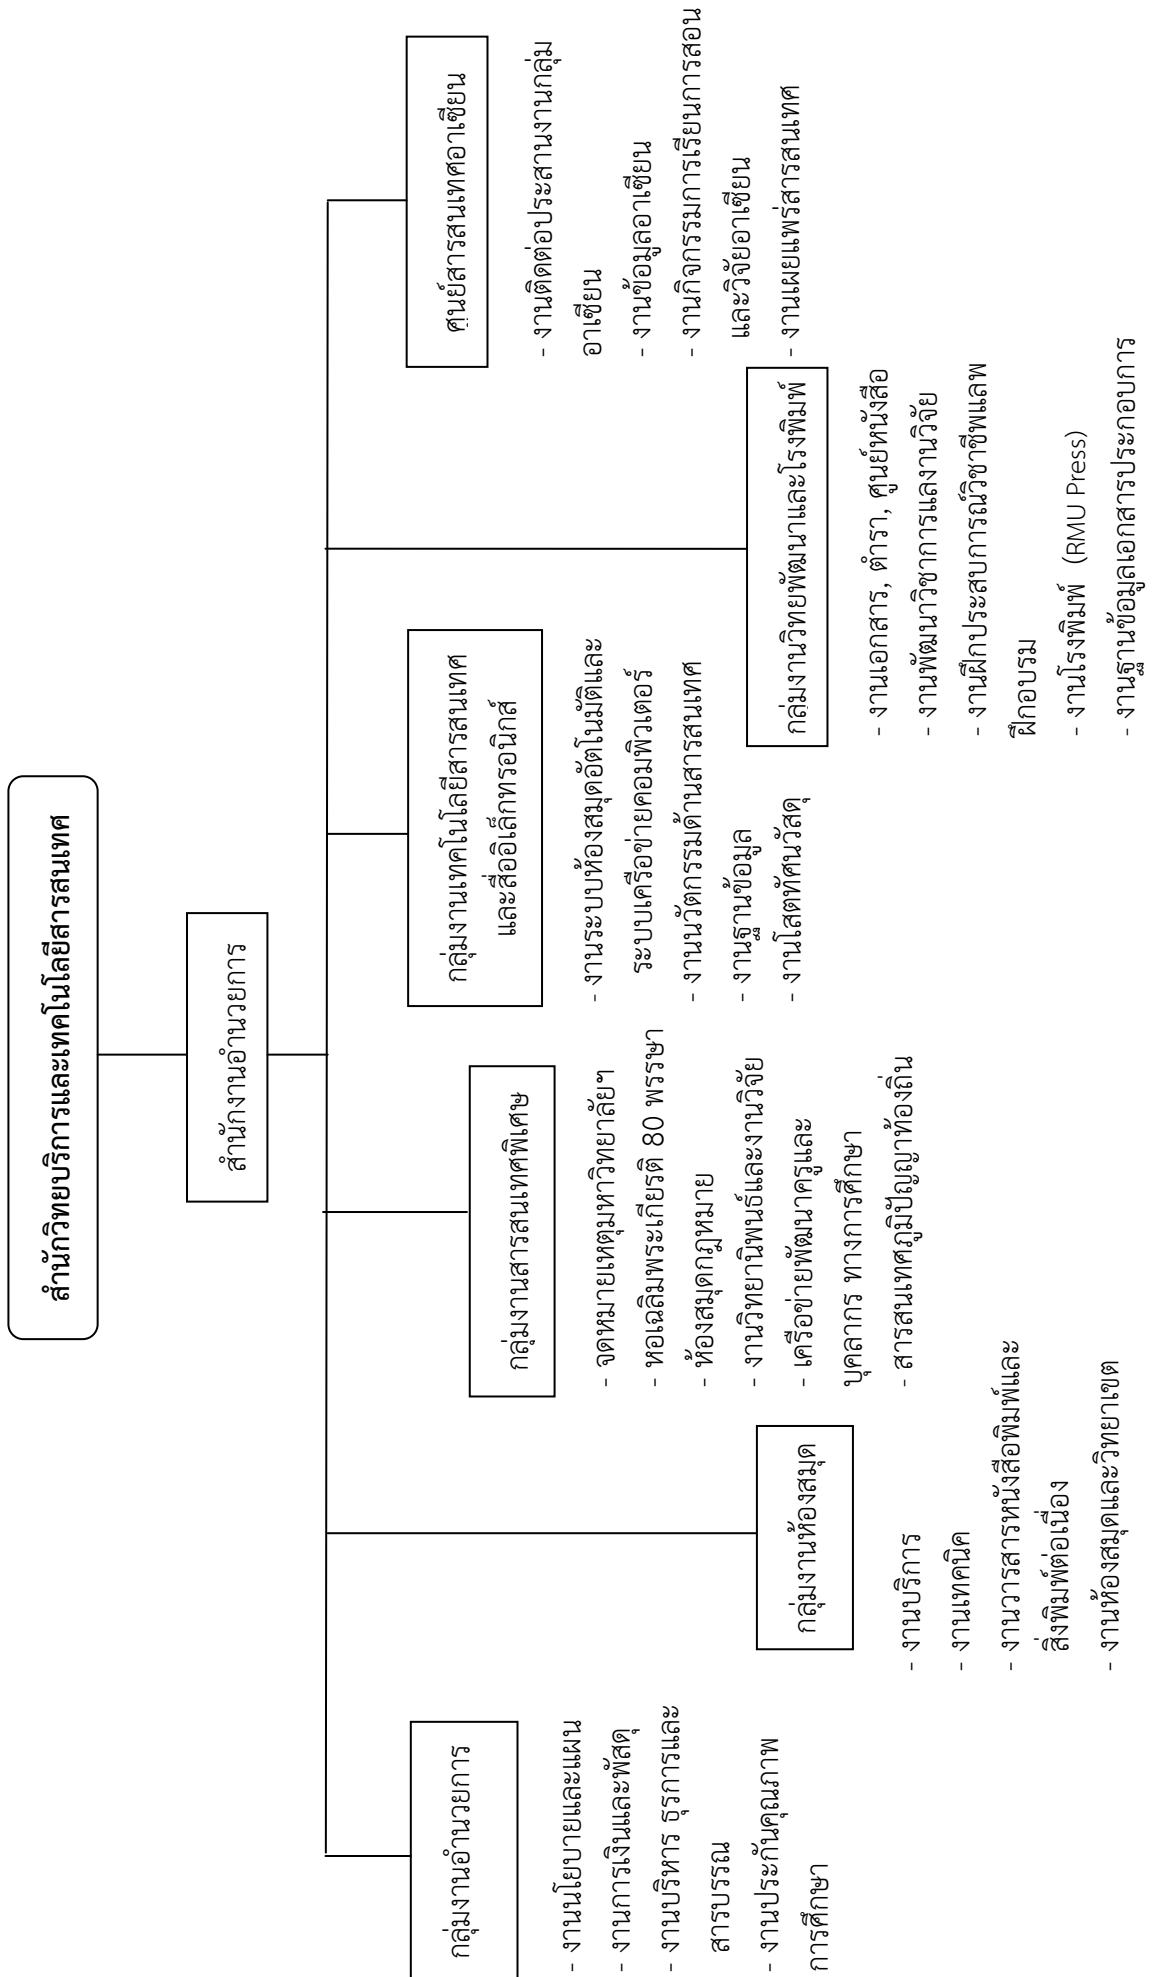 สำนักวิทยบริการและเทคโนโลยีสารสนเทศ
สำนักงานอำนวยการ
กลุ่มงานอำนวยการ
- งานนโยบายและแผน
- งานการเงินและพัสดุ
- งานบริหาร ธุรการและ
สารบรรณ
- งานประกันคุณภาพ
การศึกษา
กลุ่มงานห้องสมุด
- งานบริการ
- งานเทคนิค
- งานวารสารหนังสือพิมพ์และ
สิ่งพิมพ์ต่อเนื่อง
- งานห้องสมุดและวิทยาเขต
กลุ่มงานสารสนเทศพิเศษ
- จดหมายเหตุมหาวิทยาลัยฯ
- หอเฉลิมพระเกียรติ 80 พรรษา
- ห้องสมุดกฎหมาย
- งานวิทยานิพนธ์และงานวิจัย
- เครือข่ายพัฒนาครูและ
บุคลากร ทางการศึกษา
- สารสนเทศภูมิปัญญาท้องถิ่น
กลุ่มงานเทคโนโลยีสารสนเทศ
และสื่ออิเล็กทรอนิกส์
- งานระบบห้องสมุดอัตโนมัติและ
ระบบเครือข่ายคอมพิวเตอร์
- งานนวัตกรรมด้านสารสนเทศ
- งานฐานข้อมูล
- งานโสตทัศนวัสดุ
กลุ่มงานวิทยพัฒนาและโรงพิมพ์
- งานเอกสาร, ตำรา, ศูนย์หนังสือ
- งานพัฒนาวิชาการแลงานวิจัย
- งานฝึกประสบการณ์วิชาชีพแลพ
ฝึกอบรม
- งานโรงพิมพ์ (RMU Press)
- งานฐานข้อมูลเอกสารประกอบการ
ศูนย์สารสนเทศอาเซียน
- งานติดต่อประสานงานกลุ่ม
อาเซียน
- งานข้อมูลอาเซียน
- งานกิจกรรมการเรียนการสอน
และวิจัยอาเซียน
- งานเผยแพร่สารสนเทศ